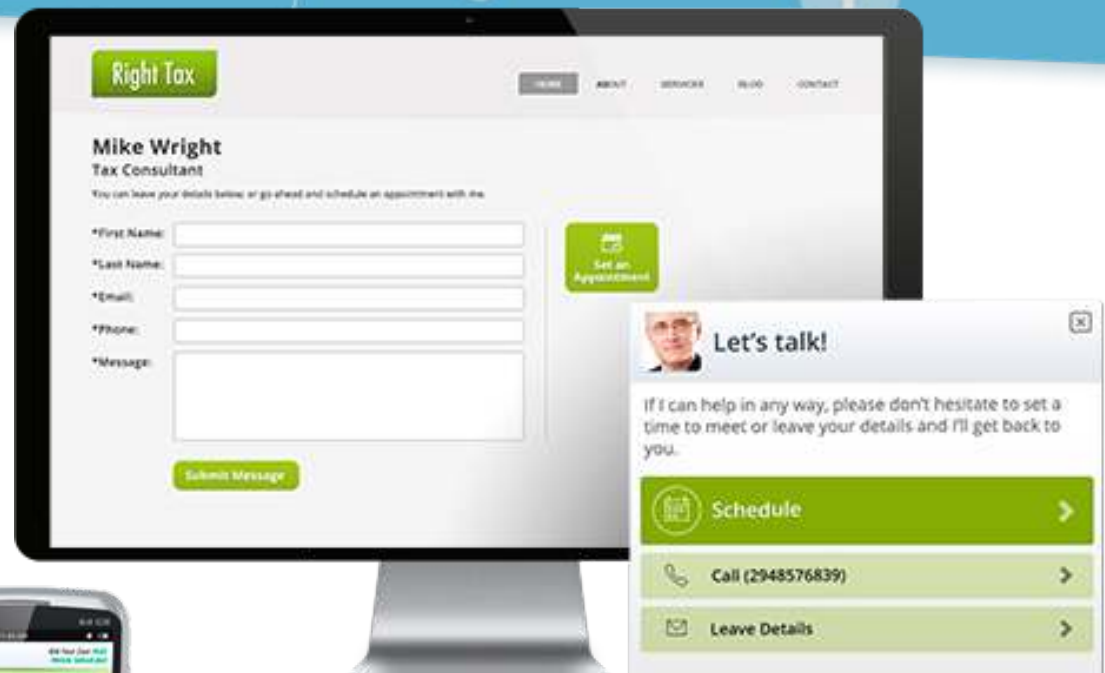 Right Tax
HOME ABOUT SERVICES BLOG CONTACT
Mike Wright
Tax Consultant
You can leave your details below, or go ahead and schedule an appointment with me.
*First Name:
*Last Name:
*Email:
*Phone:
*Message:
Submit Message
Set an
Appointment
Let's talk!
If I can help in any way, please don't hesitate to set a
time to meet or leave your details and I'll get back to
you.
Schedule
Call (2948576839)
Leave Details